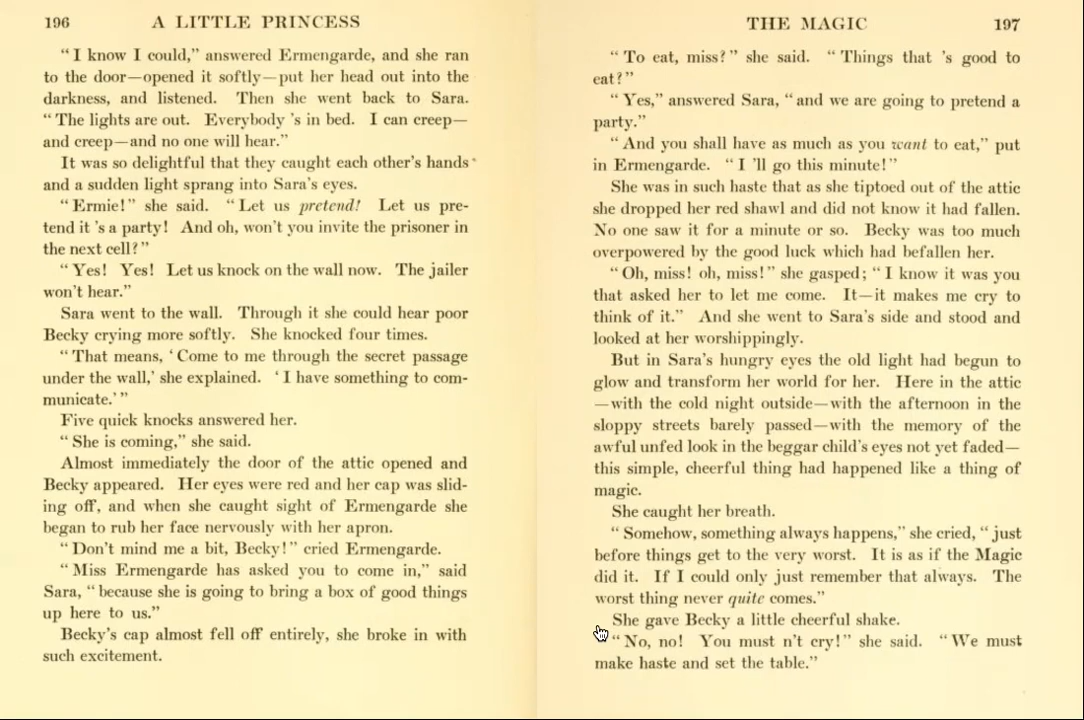 196 A LITTLE PRINCESS
“ I know I could,” answered Ermengarde, and she ran
to the door—opened it softly—put her head out into the
darkness, and listened. Then she went back to Sara.
“ The lights are out. Everybody ’s in bed. I can creep—
and creep—and no one will hear.”
It was so delightful that they caught each other’s hands
and a sudden light sprang into Sara’s eyes.
“ Ermie!” she said. “ Let us pretend! Let us pre-
tend it ’s a party! And oh, won’t you invite the prisoner in
the next cell?”
“ Yes! Yes! Let us knock on the wall now. The jailer
won’t hear.”
Sara went to the wall. Through it she could hear poor
Becky crying more softly. She knocked four times.
“ That means, ‘ Come to me through the secret passage
under the wall,’ she explained. ‘ I have something to com-
municate.’ ”
Five quick knocks answered her.
“ She is coming,” she said.
Almost immediately the door of the attic opened and
Becky appeared. Her eyes were red and her cap was slid-
ing off, and when she caught sight of Ermengarde she
began to rub her face nervously with her apron.
“ Don’t mind me a bit, Becky!” cried Ermengarde.
“ Miss Ermengarde has asked you to come in,” said
Sara, “ because she is going to bring a box of good things
up here to us.”
Becky’s cap almost fell off entirely, she broke in with
such excitement.
THE MAGIC 197
“ To eat, miss?” she said. “ Things that ’s good to
eat?”
“ Yes,” answered Sara, “ and we are going to pretend a
party.”
“ And you shall have as much as you want to eat,” put
in Ermengarde. “ I ’ll go this minute!”
She was in such haste that as she tiptoed out of the attic
she dropped her red shawl and did not know it had fallen.
No one saw it for a minute or so. Becky was too much
overpowered by the good luck which had befallen her.
“ Oh, miss! oh, miss!” she gasped; “ I know it was you
that asked her to let me come. It—it makes me cry to
think of it.” And she went to Sara’s side and stood and
looked at her worshippingly.
But in Sara’s hungry eyes the old light had begun to
glow and transform her world for her. Here in the attic
—with the cold night outside—with the afternoon in the
sloppy streets barely passed—with the memory of the
awful unfed look in the beggar child’s eyes not yet faded—
this simple, cheerful thing had happened like a thing of
magic.
She caught her breath.
“ Somehow, something always happens,” she cried, “ just
before things get to the very worst. It is as if the Magic
did it. If I could only just remember that always. The
worst thing never quite comes.”
She gave Becky a little cheerful shake.
“ No, no! You must n’t cry!” she said. “ We must
make haste and set the table.”